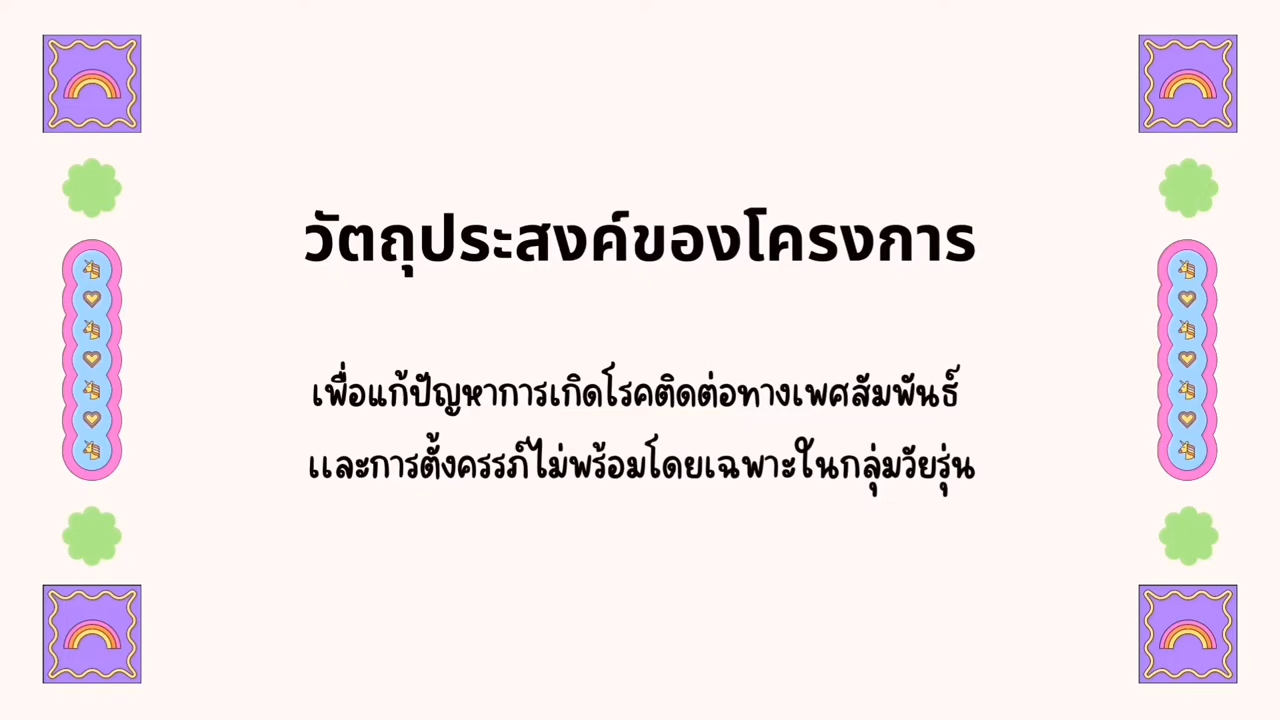 วัตถุประสงค์ของโครงการ
เพื่อแก้ปัญหาการเกิดโรคติดต่อทางเพศสัมพันธ์
และการตั้งครรภ์ไม่พร้อมโดยเฉพาะในกลุ่มวัยรุ่น